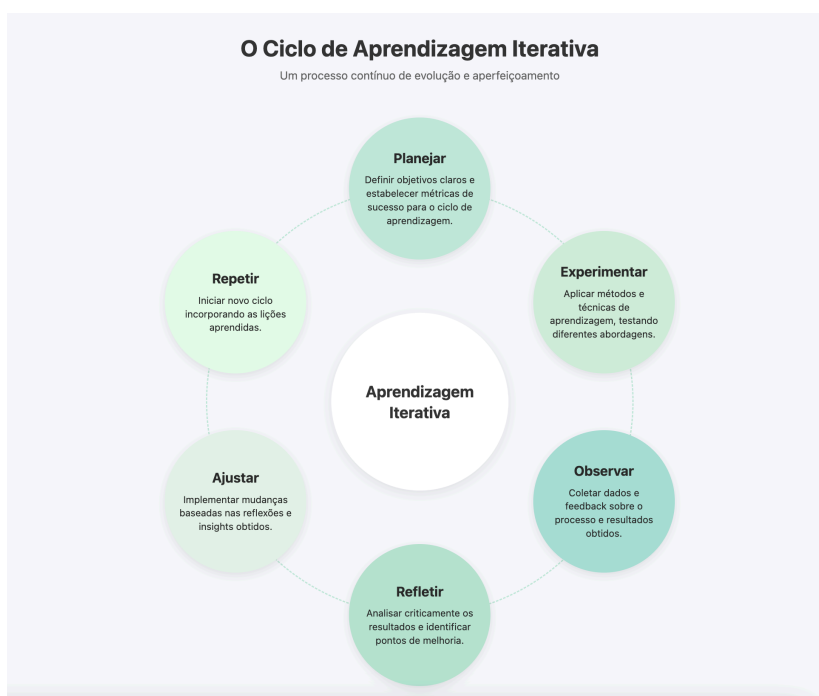 O Ciclo de Aprendizagem Iterativa
Um processo contínuo de evolução e aperfeiçoamento
Planejar
Definir objetivos claros e
estabelecer métricas de
sucesso para o ciclo de
aprendizagem.
Experimentar
Aplicar métodos e
técnicas de
aprendizagem, testando
diferentes abordagens.
Observar
Coletar dados e
feedback sobre o
processo e resultados
obtidos.
Refletir
Analisar criticamente os
resultados e identificar
pontos de melhoria.
Ajustar
Implementar mudanças
baseadas nas reflexões e
insights obtidos.
Repetir
Iniciar novo ciclo
incorporando as lições
aprendidas.
Aprendizagem
Iterativa